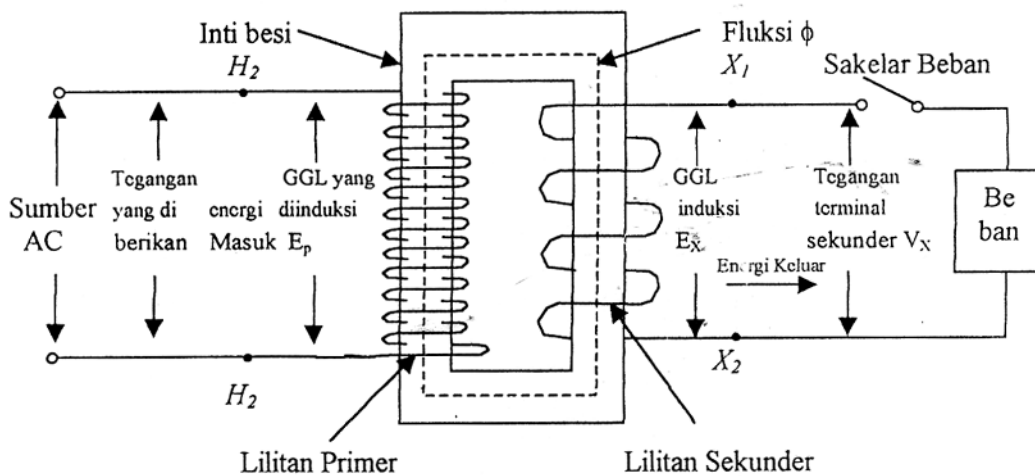 Inti besi
Fluksi ϕ
H₂
X₁
Sakelar Beban
Sumber
AC
Tegangan
yang di
berikan
energi
Masuk Eₚ
GGL yang
diinduksi
GGL
induksi
Eₓ
Energi Keluar
Tegangan
terminal
sekunder Vₓ
Be
ban
H₂
X₂
Lilitan Primer
Lilitan Sekunder